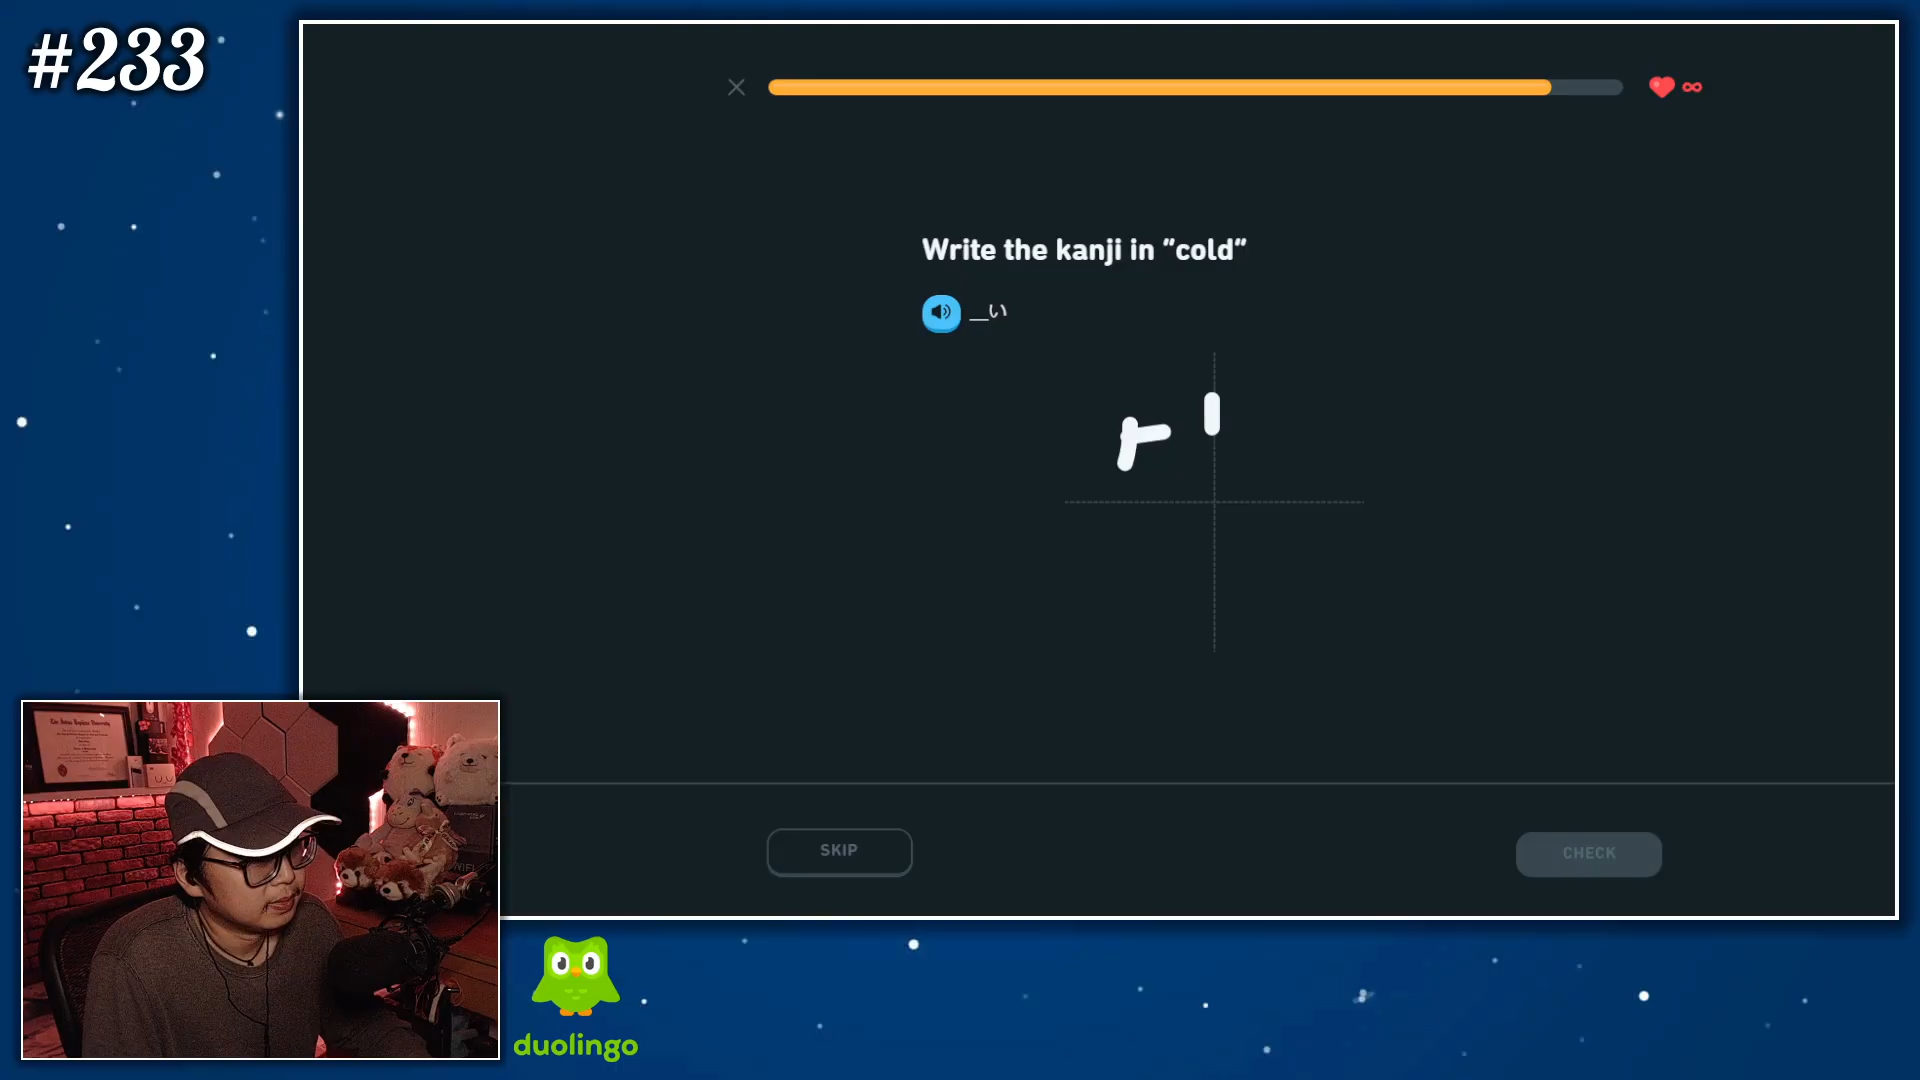 #233
∞
Write the kanji in “cold”
__い
SKIP
CHECK
duolingo